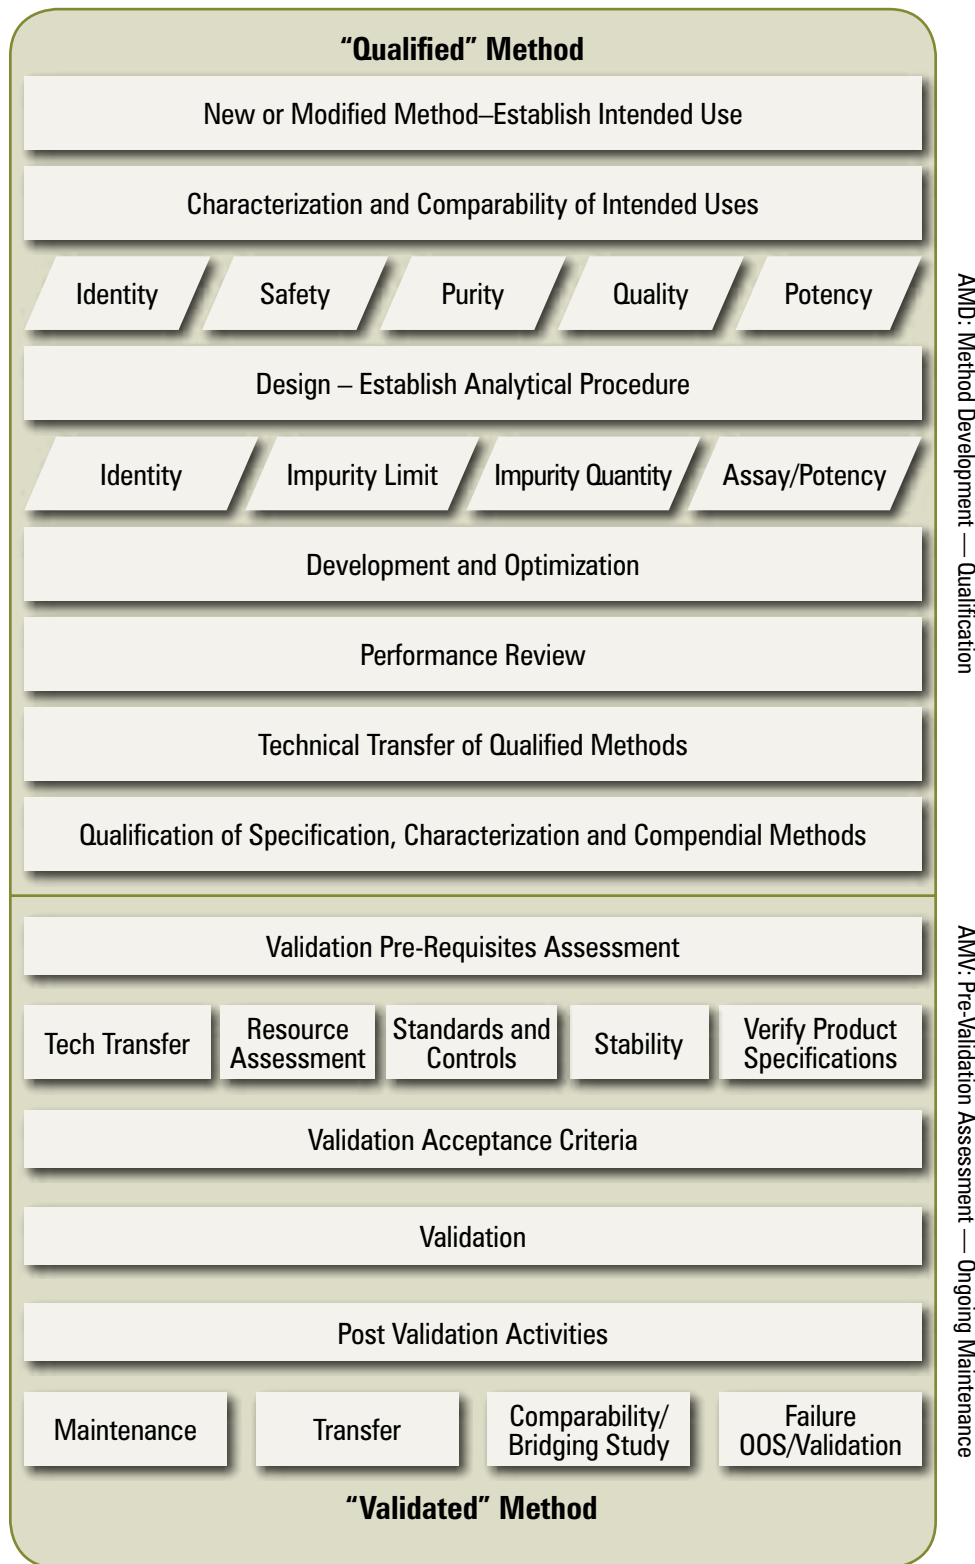 “Qualified” Method
New or Modified Method–Establish Intended Use
Characterization and Comparability of Intended Uses
Identity
Safety
Purity
Quality
Potency
Design – Establish Analytical Procedure
Identity
Impurity Limit
Impurity Quantity
Assay/Potency
Development and Optimization
Performance Review
Technical Transfer of Qualified Methods
Qualification of Specification, Characterization and Compendial Methods
AMD: Method Development — Qualification
Validation Pre-Requisites Assessment
Tech Transfer
Resource
Assessment
Standards and
Controls
Stability
Verify Product
Specifications
Validation Acceptance Criteria
Validation
Post Validation Activities
Maintenance
Transfer
Comparability/
Bridging Study
Failure
OOS/Validation
“Validated” Method
AMV: Pre-Validation Assessment — Ongoing Maintenance